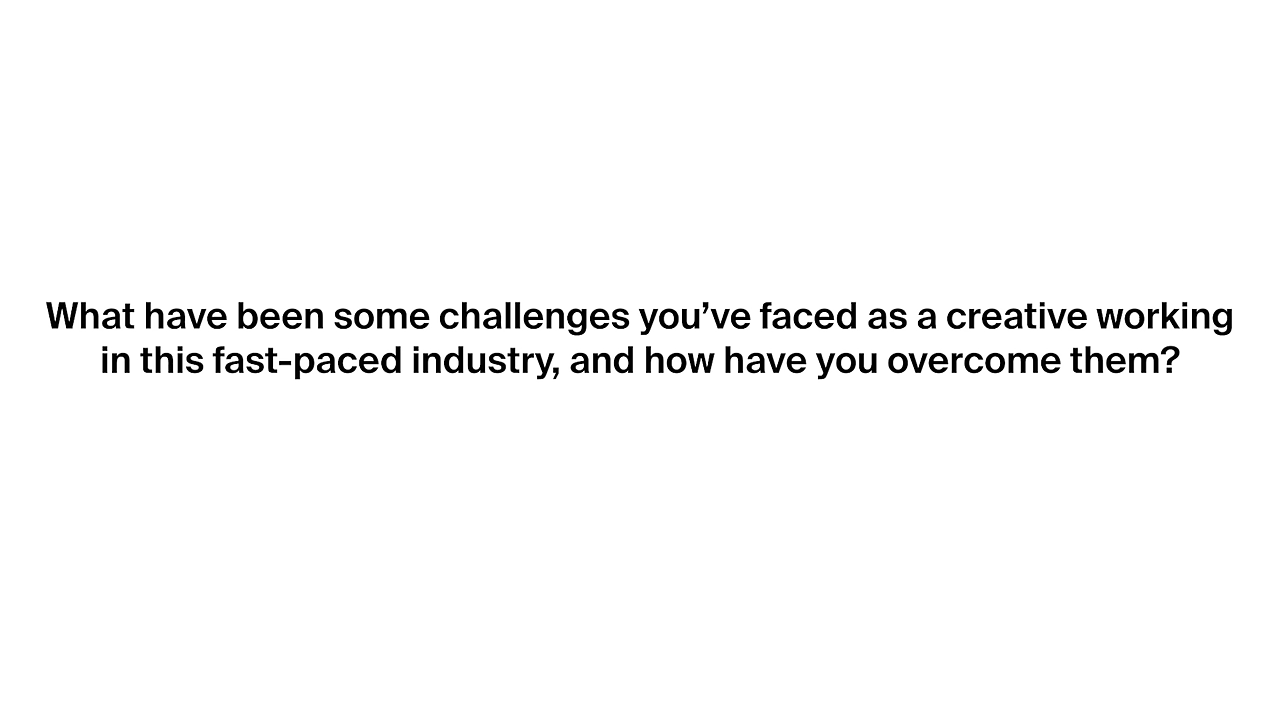 What have been some challenges you’ve faced as a creative working
in this fast-paced industry, and how have you overcome them?